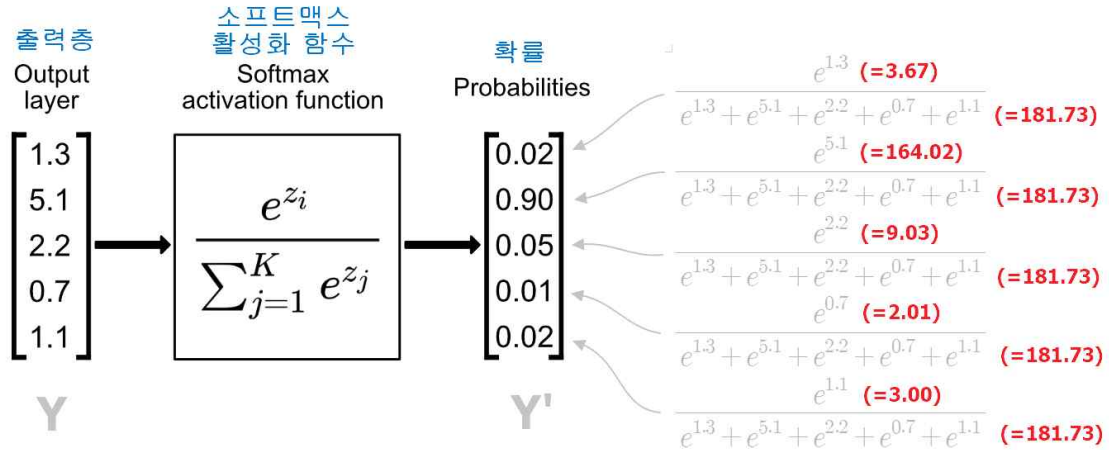 출력층
Output
layer
소프트맥스
활성화 함수
Softmax
activation function
확률
Probabilities
1.3
5.1
2.2
0.7
1.1
Y
e^{z_i}
∑_{j=1}^{K} e^{z_j}
0.02
0.90
0.05
0.01
0.02
Y'
e^{1.3} (=3.67)
e^{1.3} + e^{5.1} + e^{2.2} + e^{0.7} + e^{1.1} (=181.73)
e^{5.1} (=164.02)
e^{1.3} + e^{5.1} + e^{2.2} + e^{0.7} + e^{1.1} (=181.73)
e^{2.2} (=9.03)
e^{1.3} + e^{5.1} + e^{2.2} + e^{0.7} + e^{1.1} (=181.73)
e^{0.7} (=2.01)
e^{1.3} + e^{5.1} + e^{2.2} + e^{0.7} + e^{1.1} (=181.73)
e^{1.1} (=3.00)
e^{1.3} + e^{5.1} + e^{2.2} + e^{0.7} + e^{1.1} (=181.73)